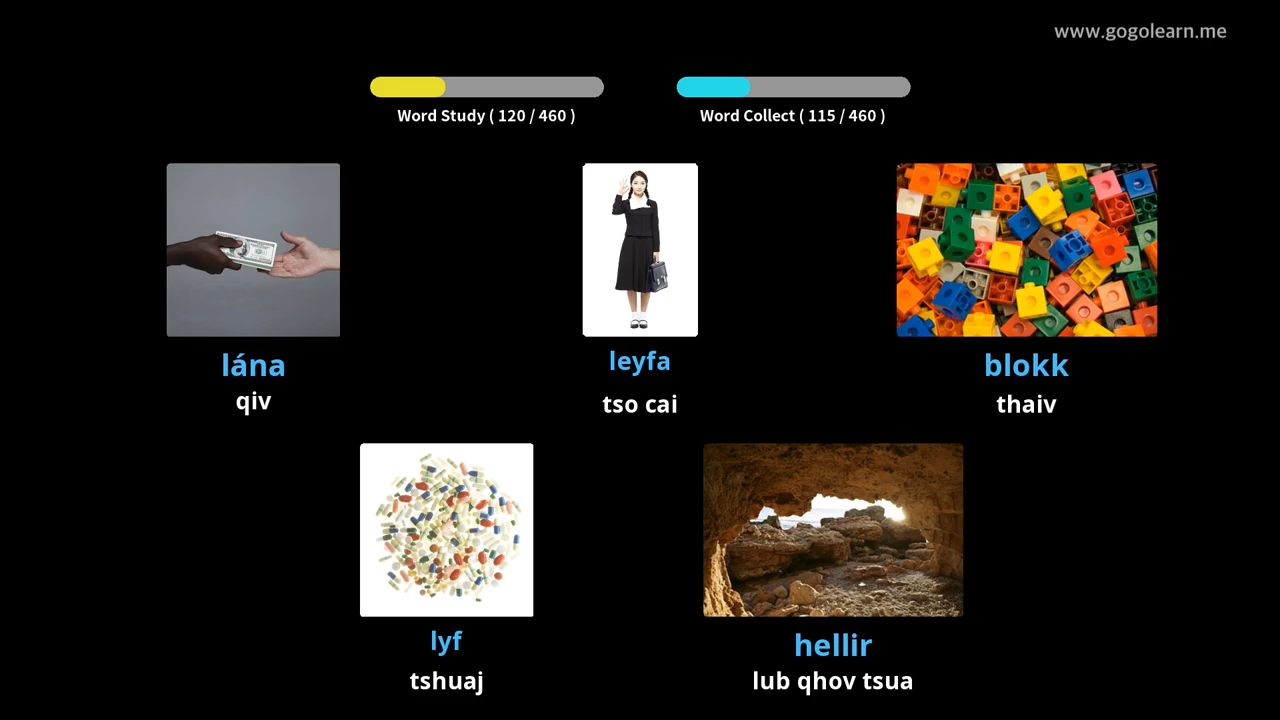 www.gogolearn.me
Word Study ( 120 / 460 )
Word Collect ( 115 / 460 )
lána
qiv
leyfa
tso cai
blokk
thaiv
lyf
tshuaj
hellir
lub qhov tsua